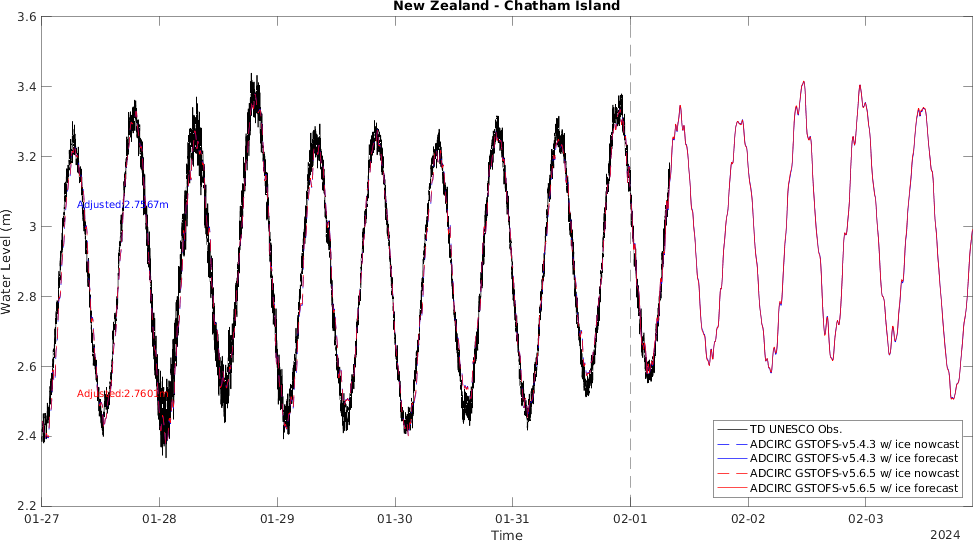 New Zealand - Chatham Island
3.6
3.4
3.2
3
2.8
2.6
2.4
2.2
Water Level (m)
Adjusted:2.7567m
Adjusted:2.7601m
TD UNESCO Obs.
ADCIRC GSTOFS-v5.4.3 w/ ice nowcast
ADCIRC GSTOFS-v5.4.3 w/ ice forecast
ADCIRC GSTOFS-v5.6.5 w/ ice nowcast
ADCIRC GSTOFS-v5.6.5 w/ ice forecast
01-27 01-28 01-29 01-30 01-31 02-01 02-02 02-03
Time
2024